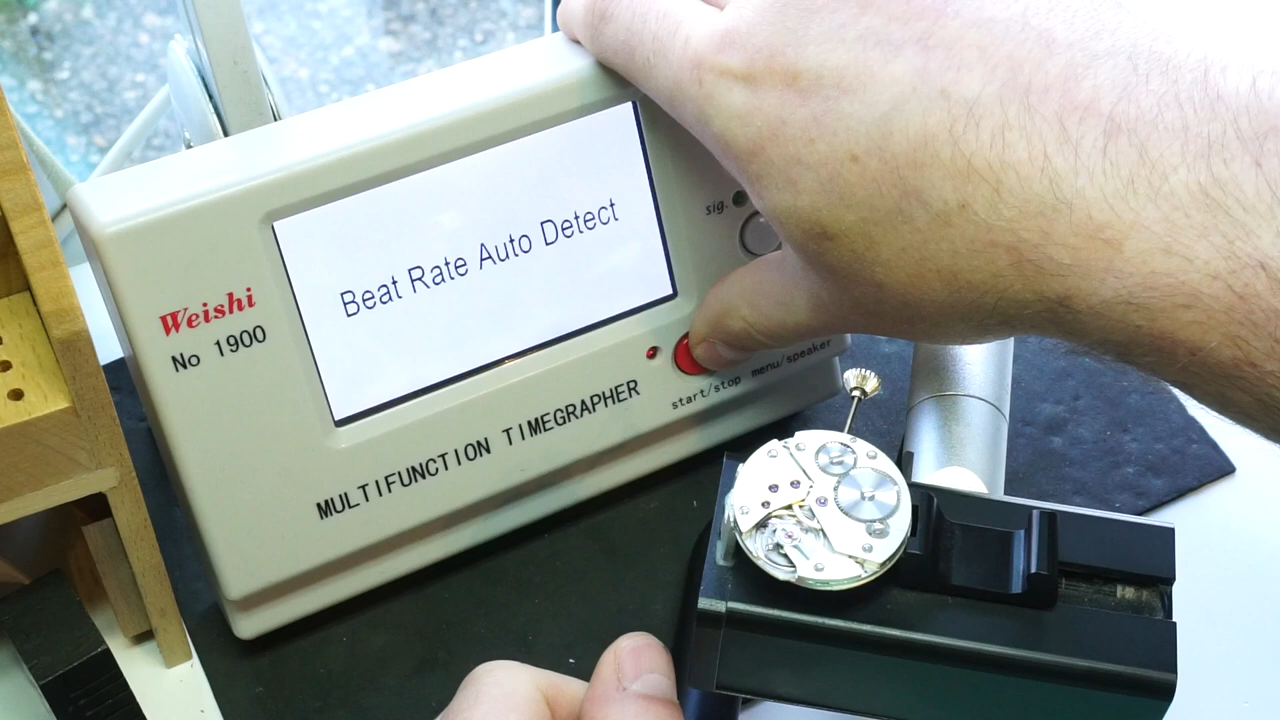 Beat Rate Auto Detect
sig.
Weishi
No 1900
start/stop menu/speaker
MULTIFUNCTION TIMEGRAPHER